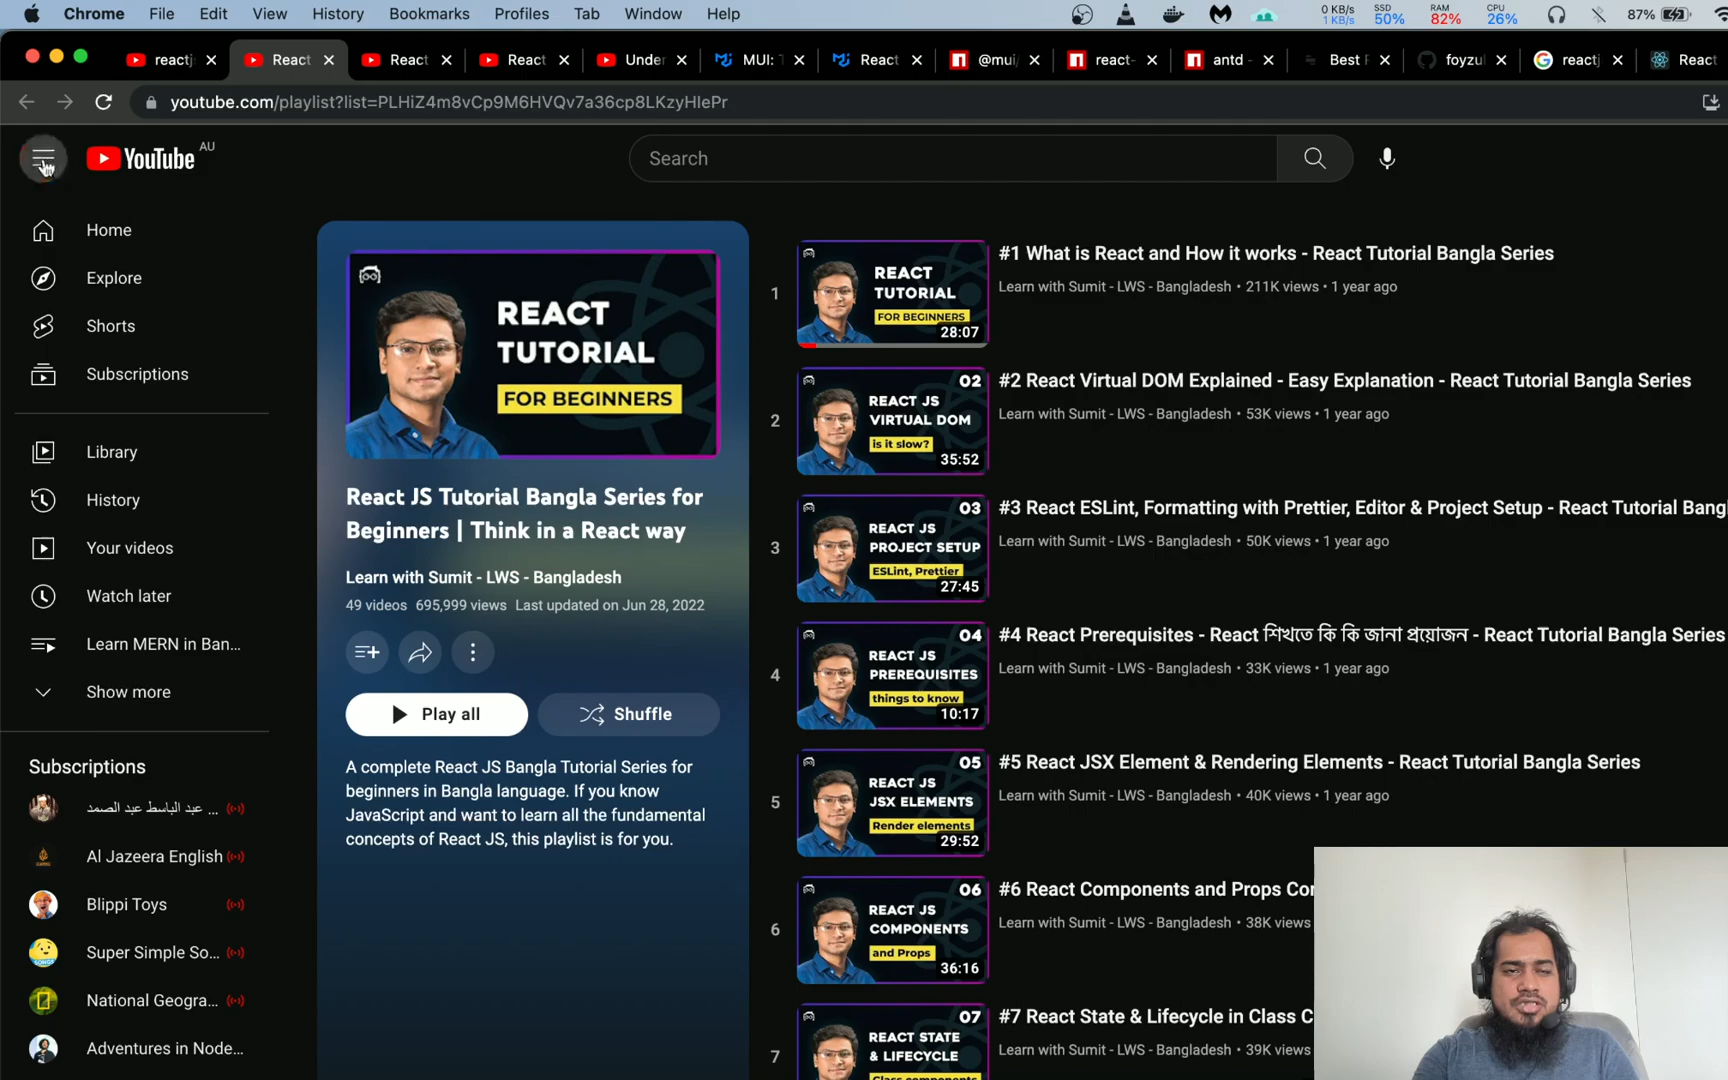 Chrome File Edit View History Bookmarks Profiles Tab Window Help
0 KB/s
1 KB/s
SSD
50%
RAM
82%
CPU
26%
87%
reactj
React
React
React
Under
MUI: T
React
@mui/
react-
antd -
Best F
foyzul
reactj
React
youtube.com/playlist?list=PLHiZ4m8vCp9M6HVQv7a36cp8LKzyHlePr
YouTube AU
Search
Home
Explore
Shorts
Subscriptions
Library
History
Your videos
Watch later
Learn MERN in Ban...
Show more
Subscriptions
عبد الباسط عبد الصمد ...
Al Jazeera English
Blippi Toys
Super Simple So...
National Geogra...
Adventures in Node...
REACT
TUTORIAL
FOR BEGINNERS
React JS Tutorial Bangla Series for
Beginners | Think in a React way
Learn with Sumit - LWS - Bangladesh
49 videos 695,999 views Last updated on Jun 28, 2022
Play all
Shuffle
A complete React JS Bangla Tutorial Series for
beginners in Bangla language. If you know
JavaScript and want to learn all the fundamental
concepts of React JS, this playlist is for you.
1
REACT
TUTORIAL
FOR BEGINNERS
28:07
#1 What is React and How it works - React Tutorial Bangla Series
Learn with Sumit - LWS - Bangladesh • 211K views • 1 year ago
2
02
REACT JS
VIRTUAL DOM
is it slow?
35:52
#2 React Virtual DOM Explained - Easy Explanation - React Tutorial Bangla Series
Learn with Sumit - LWS - Bangladesh • 53K views • 1 year ago
3
03
REACT JS
PROJECT SETUP
ESLint, Prettier
27:45
#3 React ESLint, Formatting with Prettier, Editor & Project Setup - React Tutorial Bangl
Learn with Sumit - LWS - Bangladesh • 50K views • 1 year ago
4
04
REACT JS
PREREQUISITES
things to know
10:17
#4 React Prerequisites - React শিখতে কি কি জানা প্রয়োজন - React Tutorial Bangla Series
Learn with Sumit - LWS - Bangladesh • 33K views • 1 year ago
5
05
REACT JS
JSX ELEMENTS
Render elements
29:52
#5 React JSX Element & Rendering Elements - React Tutorial Bangla Series
Learn with Sumit - LWS - Bangladesh • 40K views • 1 year ago
6
06
REACT JS
COMPONENTS
and Props
36:16
#6 React Components and Props Cor
Learn with Sumit - LWS - Bangladesh • 38K views
7
07
REACT STATE
& LIFECYCLE
Class components
#7 React State & Lifecycle in Class C
Learn with Sumit - LWS - Bangladesh • 39K views